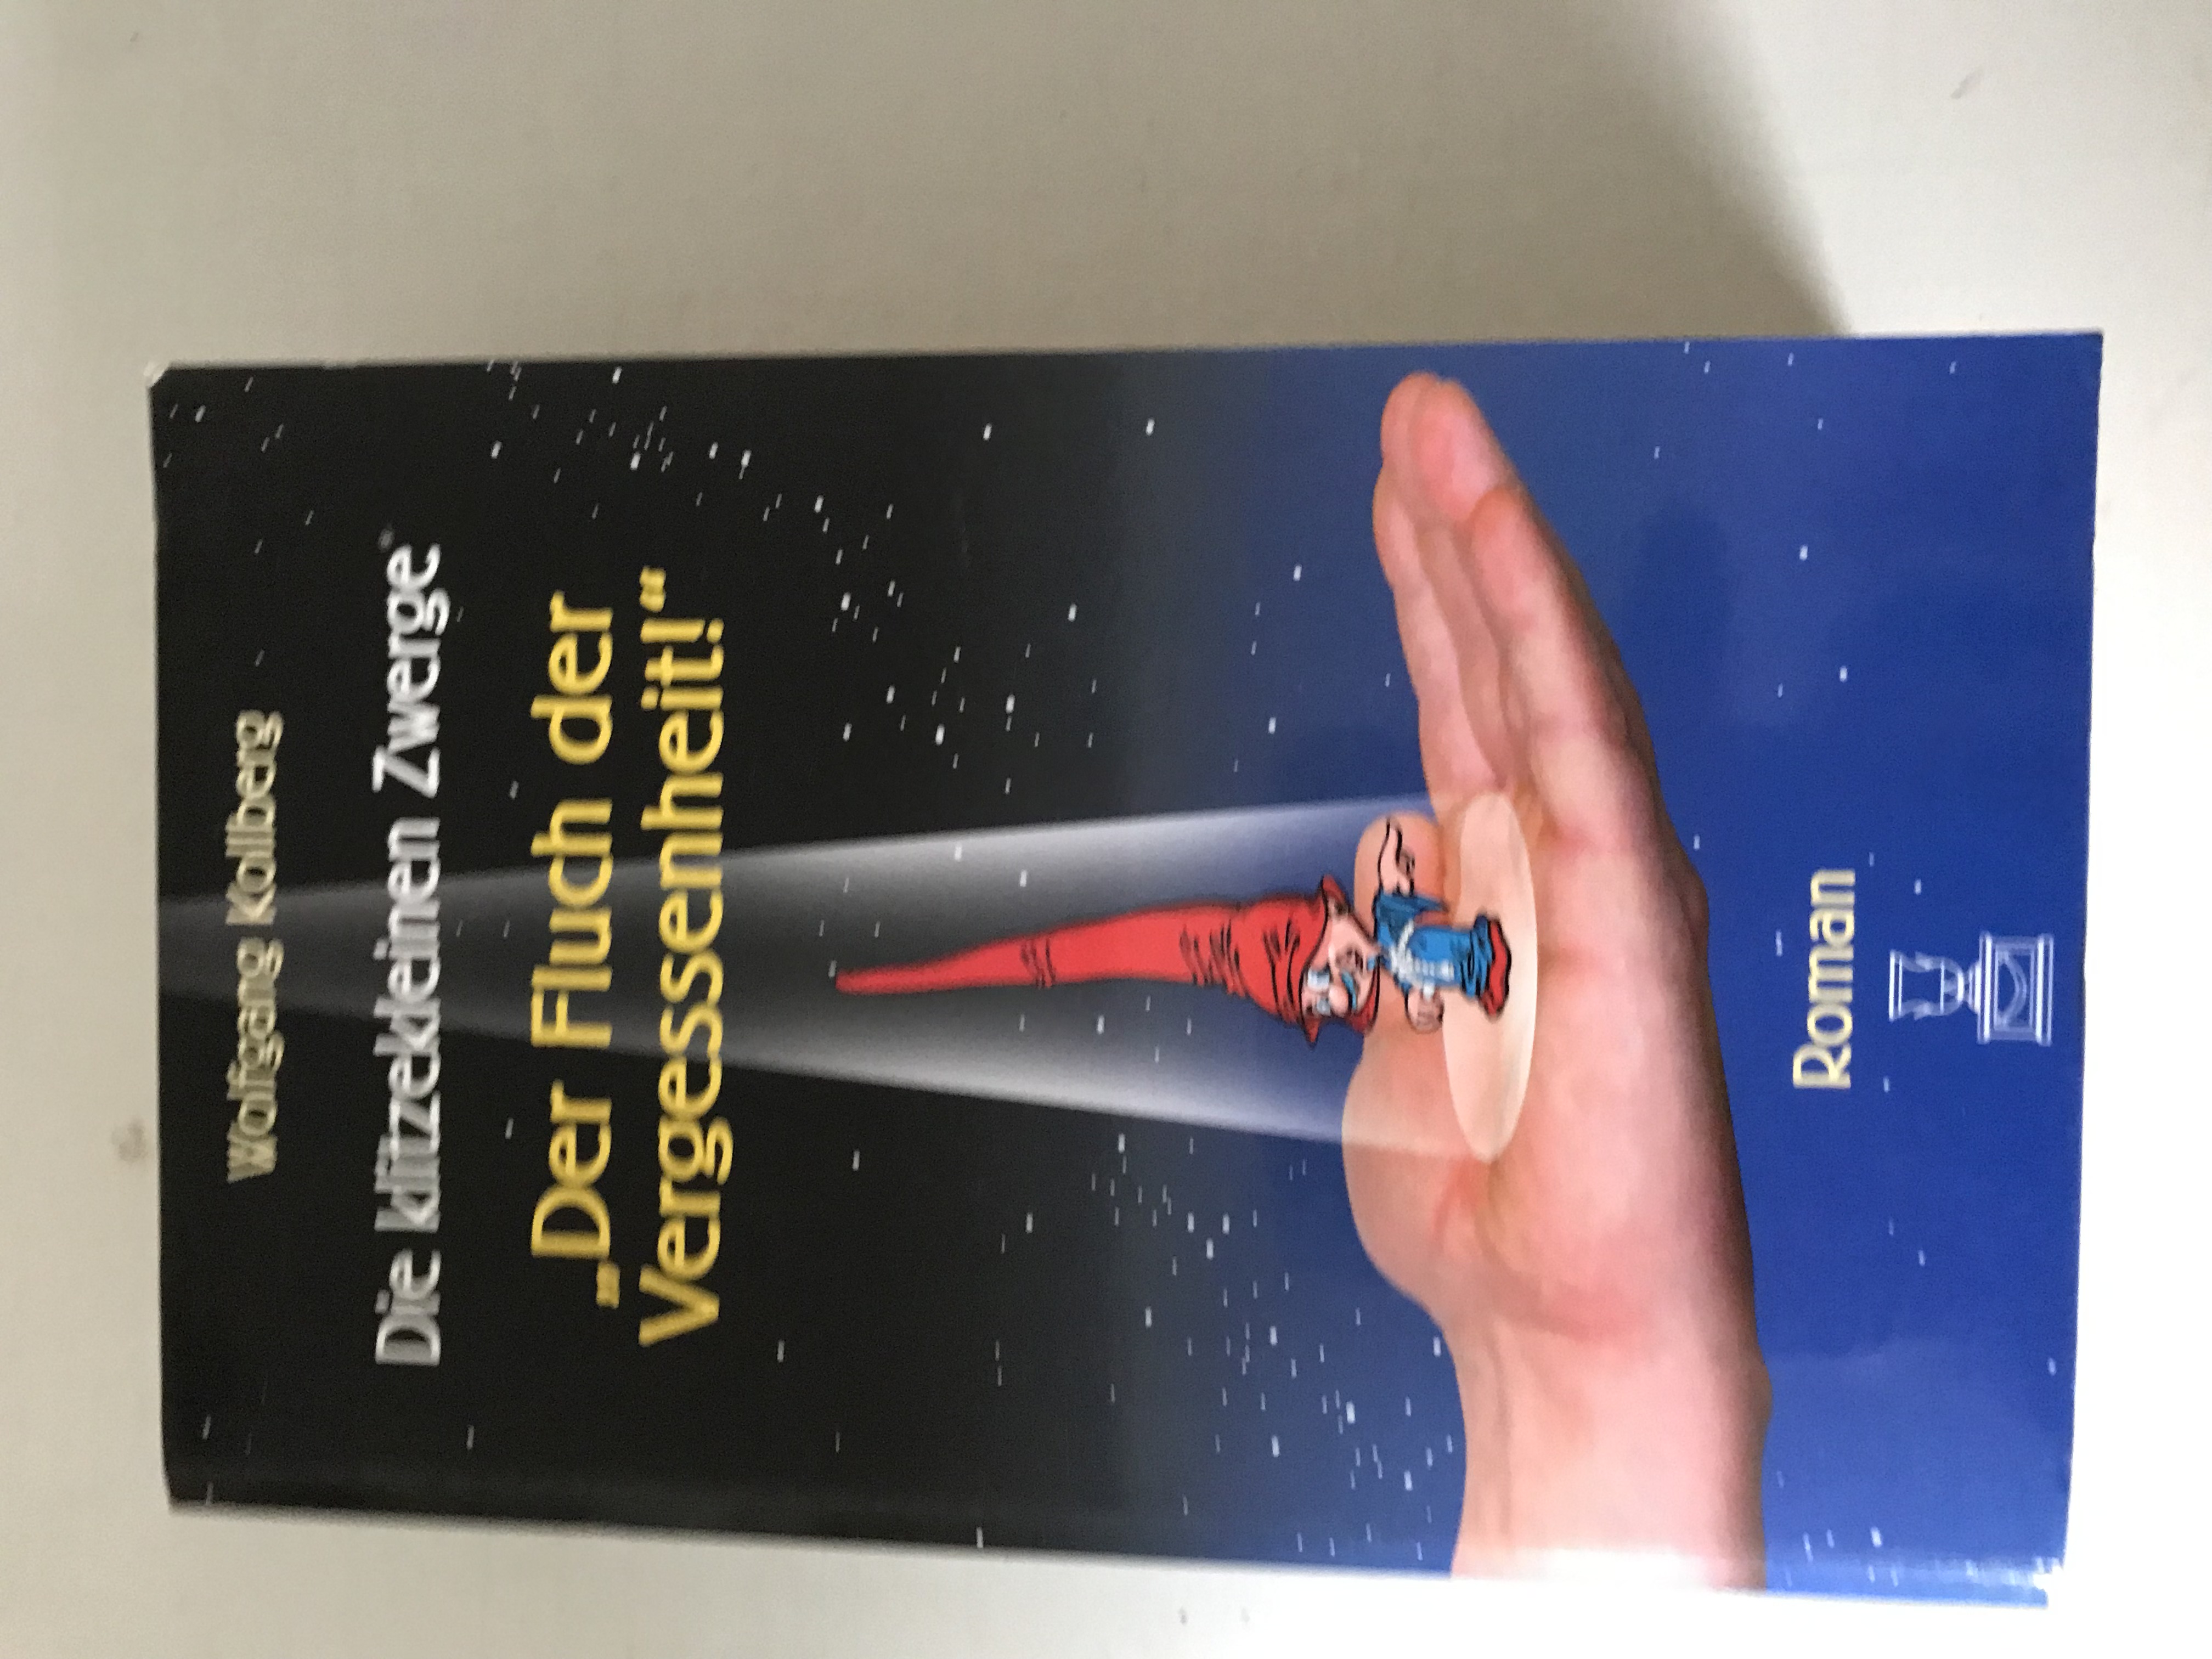 Wolfgang Kollberg
Die klitzekleinen Zwerge
„Der Fluch der
Vergessenheit!“
Roman